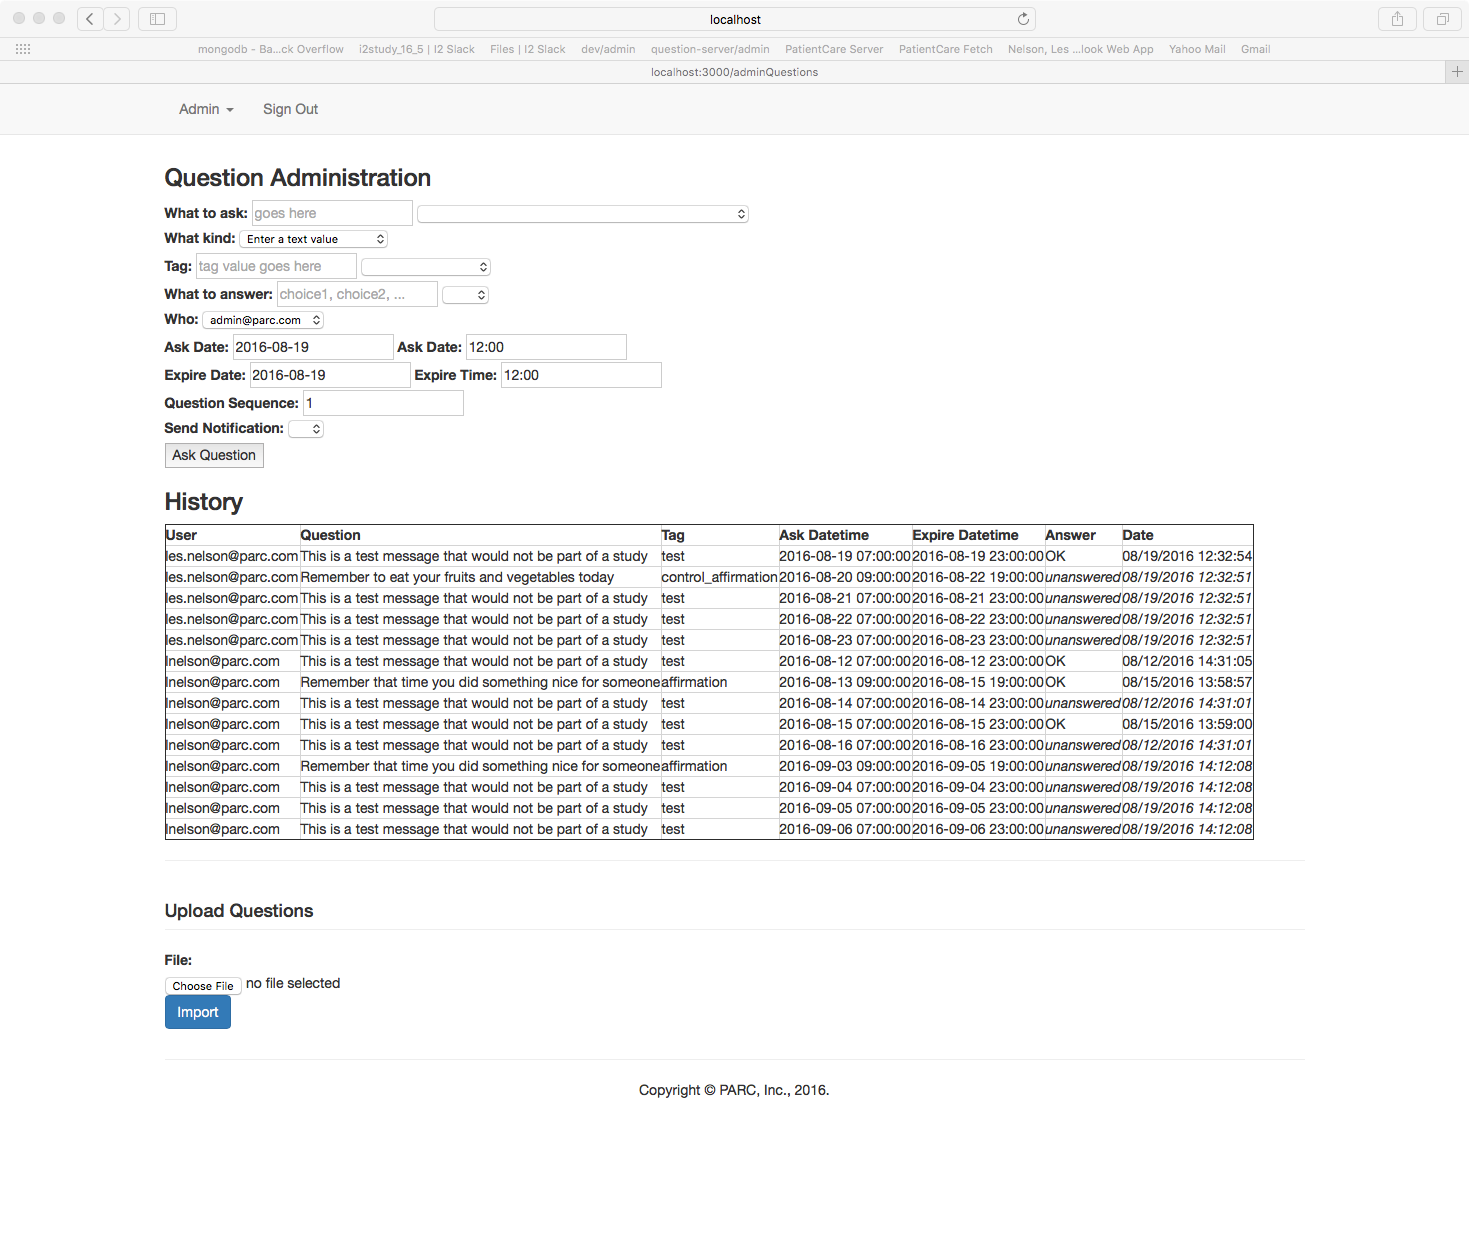 localhost
mongodb - Ba...ck Overflow i2study_16_5 | I2 Slack Files | I2 Slack dev/admin question-server/admin PatientCare Server PatientCare Fetch Nelson, Les ...look Web App Yahoo Mail Gmail
localhost:3000/adminQuestions
Admin Sign Out
Question Administration
What to ask: goes here
What kind: Enter a text value
Tag: tag value goes here
What to answer: choice1, choice2, ...
Who: admin@parc.com
Ask Date: 2016-08-19 Ask Date: 12:00
Expire Date: 2016-08-19 Expire Time: 12:00
Question Sequence: 1
Send Notification:
Ask Question
History
User Question Tag Ask Datetime Expire Datetime Answer Date
les.nelson@parc.com This is a test message that would not be part of a study test 2016-08-19 07:00:00 2016-08-19 23:00:00 OK 08/19/2016 12:32:54
les.nelson@parc.com Remember to eat your fruits and vegetables today control_affirmation 2016-08-20 09:00:00 2016-08-22 19:00:00 unanswered 08/19/2016 12:32:51
les.nelson@parc.com This is a test message that would not be part of a study test 2016-08-21 07:00:00 2016-08-21 23:00:00 unanswered 08/19/2016 12:32:51
les.nelson@parc.com This is a test message that would not be part of a study test 2016-08-22 07:00:00 2016-08-22 23:00:00 unanswered 08/19/2016 12:32:51
les.nelson@parc.com This is a test message that would not be part of a study test 2016-08-23 07:00:00 2016-08-23 23:00:00 unanswered 08/19/2016 12:32:51
lnelson@parc.com This is a test message that would not be part of a study test 2016-08-12 07:00:00 2016-08-12 23:00:00 OK 08/12/2016 14:31:05
lnelson@parc.com Remember that time you did something nice for someone affirmation 2016-08-13 09:00:00 2016-08-15 19:00:00 OK 08/15/2016 13:58:57
lnelson@parc.com This is a test message that would not be part of a study test 2016-08-14 07:00:00 2016-08-14 23:00:00 unanswered 08/12/2016 14:31:01
lnelson@parc.com This is a test message that would not be part of a study test 2016-08-15 07:00:00 2016-08-15 23:00:00 OK 08/15/2016 13:59:00
lnelson@parc.com This is a test message that would not be part of a study test 2016-08-16 07:00:00 2016-08-16 23:00:00 unanswered 08/12/2016 14:31:01
lnelson@parc.com Remember that time you did something nice for someone affirmation 2016-09-03 09:00:00 2016-09-05 19:00:00 unanswered 08/19/2016 14:12:08
lnelson@parc.com This is a test message that would not be part of a study test 2016-09-04 07:00:00 2016-09-04 23:00:00 unanswered 08/19/2016 14:12:08
lnelson@parc.com This is a test message that would not be part of a study test 2016-09-05 07:00:00 2016-09-05 23:00:00 unanswered 08/19/2016 14:12:08
lnelson@parc.com This is a test message that would not be part of a study test 2016-09-06 07:00:00 2016-09-06 23:00:00 unanswered 08/19/2016 14:12:08
Upload Questions
File:
Choose File no file selected
Import
Copyright © PARC, Inc., 2016.